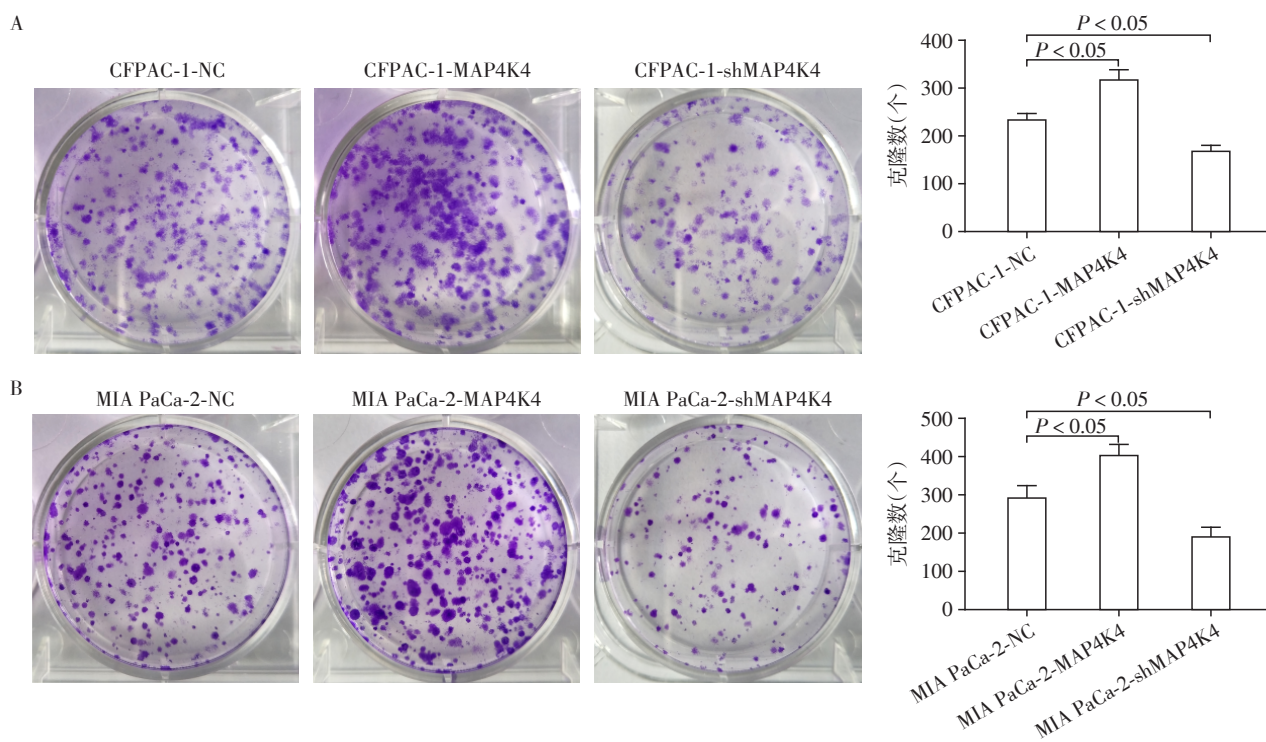 A
CFPAC-1-NC
CFPAC-1-MAP4K4
CFPAC-1-shMAP4K4
克隆数(个)
400
300
200
100
0
P < 0.05
P < 0.05
CFPAC-1-NC
CFPAC-1-MAP4K4
CFPAC-1-shMAP4K4
B
MIA PaCa-2-NC
MIA PaCa-2-MAP4K4
MIA PaCa-2-shMAP4K4
克隆数(个)
500
400
300
200
100
0
P < 0.05
P < 0.05
MIA PaCa-2-NC
MIA PaCa-2-MAP4K4
MIA PaCa-2-shMAP4K4